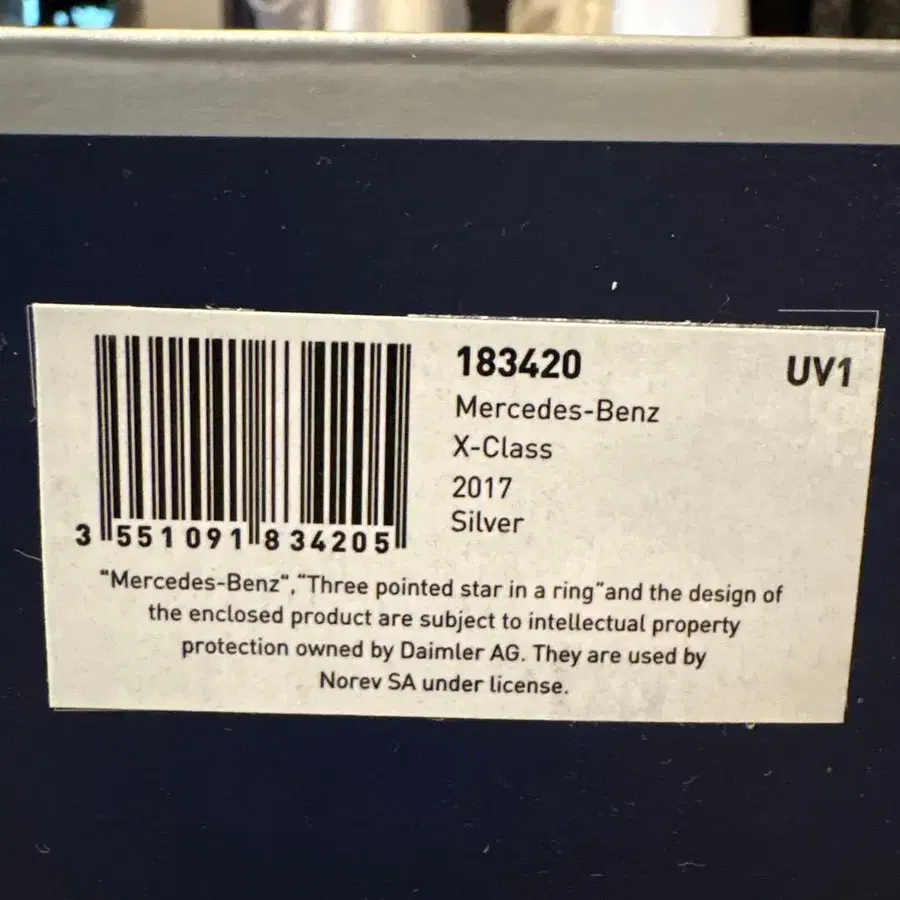 183420
UV1
Mercedes-Benz
X-Class
2017
Silver
3 551091 834205
"Mercedes-Benz", "Three pointed star in a ring"and the design of
the enclosed product are subject to intellectual property
protection owned by Daimler AG. They are used by
Norev SA under license.